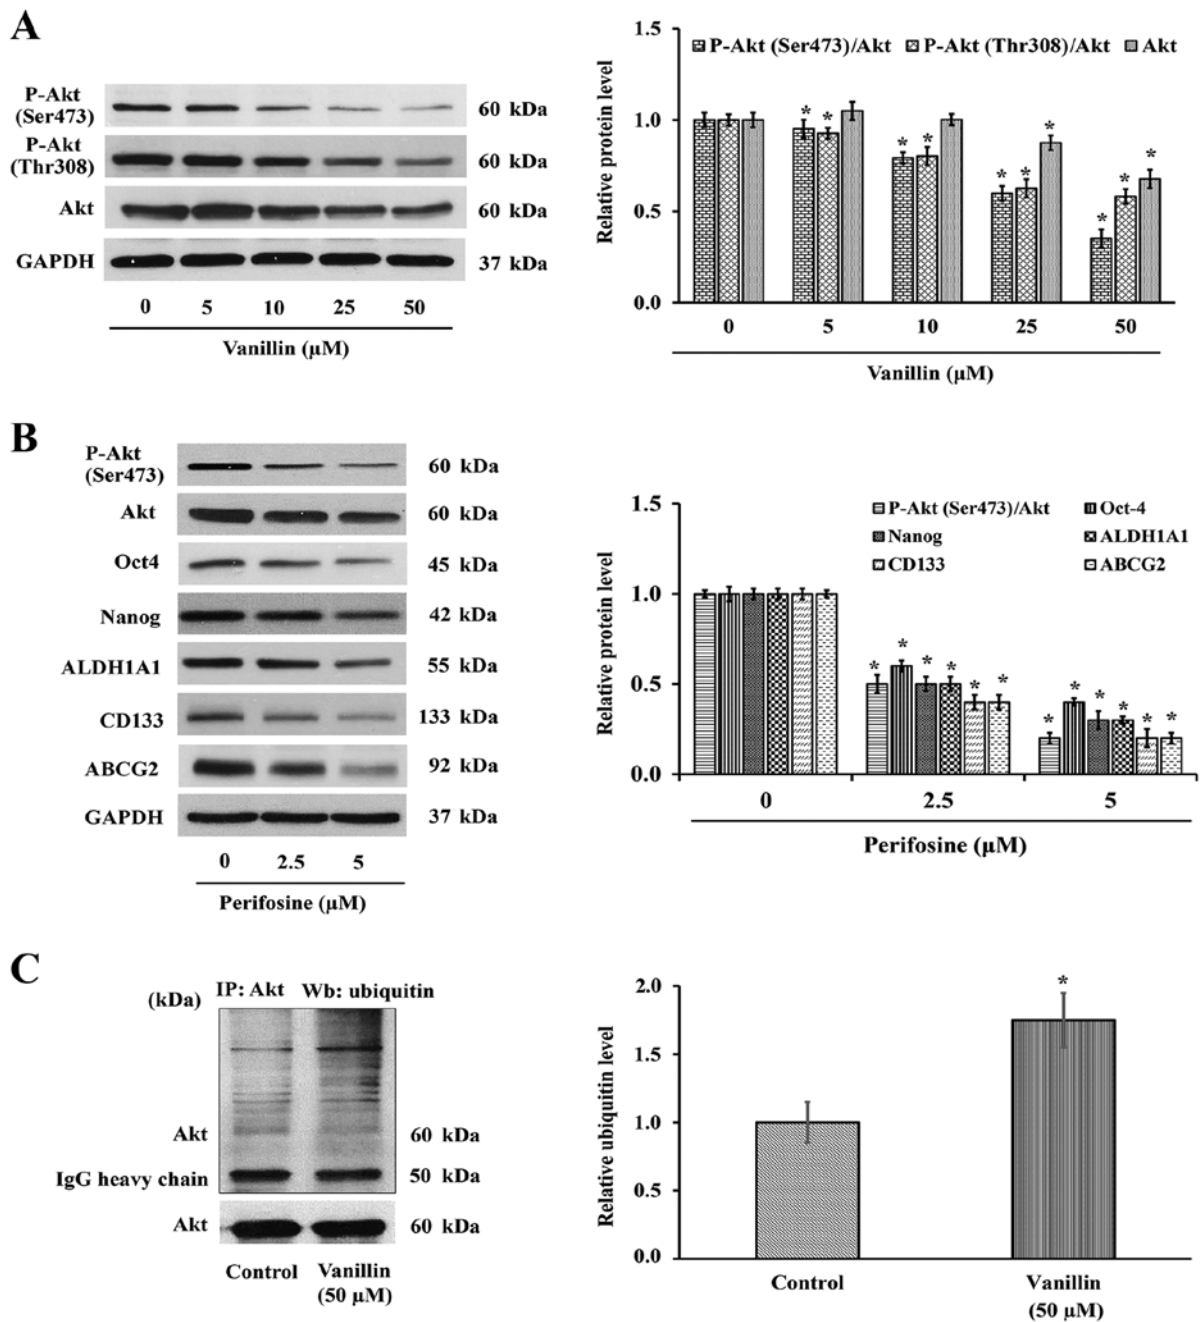 A
P-Akt
(Ser473)
60 kDa
P-Akt
(Thr308)
60 kDa
Akt
60 kDa
GAPDH
37 kDa
0 5 10 25 50
Vanillin (µM)
1.5
1.0
0.5
0.0
Relative protein level
P-Akt (Ser473)/Akt P-Akt (Thr308)/Akt Akt
* *
* *
* * *
* * *
0 5 10 25 50
Vanillin (µM)
B
P-Akt
(Ser473)
60 kDa
Akt
60 kDa
Oct4
45 kDa
Nanog
42 kDa
ALDH1A1
55 kDa
CD133
133 kDa
ABCG2
92 kDa
GAPDH
37 kDa
0 2.5 5
Perifosine (µM)
1.5
1.0
0.5
0.0
Relative protein level
P-Akt (Ser473)/Akt Oct-4
Nanog ALDH1A1
CD133 ABCG2
* * * * * *
* * * * * *
0 2.5 5
Perifosine (µM)
C
(kDa) IP: Akt Wb: ubiquitin
Akt 60 kDa
IgG heavy chain 50 kDa
Akt 60 kDa
Control Vanillin
(50 µM)
2.0
1.5
1.0
0.5
0.0
Relative ubiquitin level
*
Control Vanillin
(50 µM)